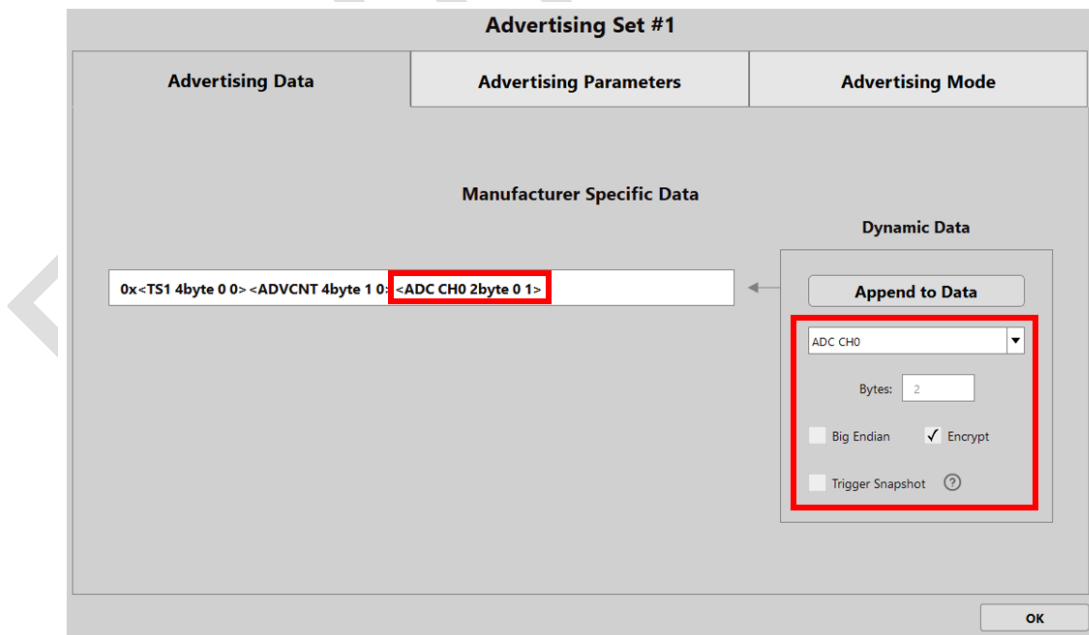 Advertising Set #1
Advertising Data
Advertising Parameters
Advertising Mode
Manufacturer Specific Data
Dynamic Data
0x<TS1 4byte 0 0><ADVCNT 4byte 1 0><ADC CH0 2byte 0 1>
Append to Data
ADC CH0
Bytes: 2
Big Endian
Encrypt
Trigger Snapshot ?
OK